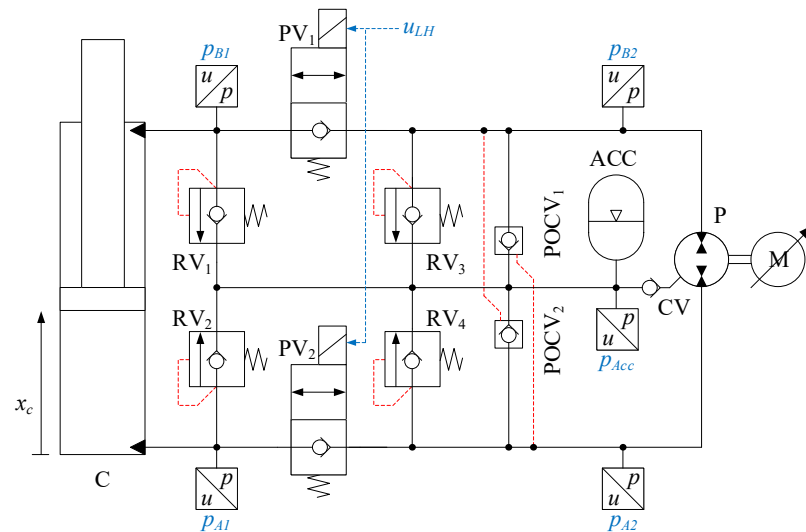 PV1
uLH
pB1
pB2
u
p
u
p
ACC
POCV1
P
M
RV1
RV3
CV
RV2
PV2
RV4
POCV2
p
u
pAcc
xc
C
u
p
u
p
pA1
pA2